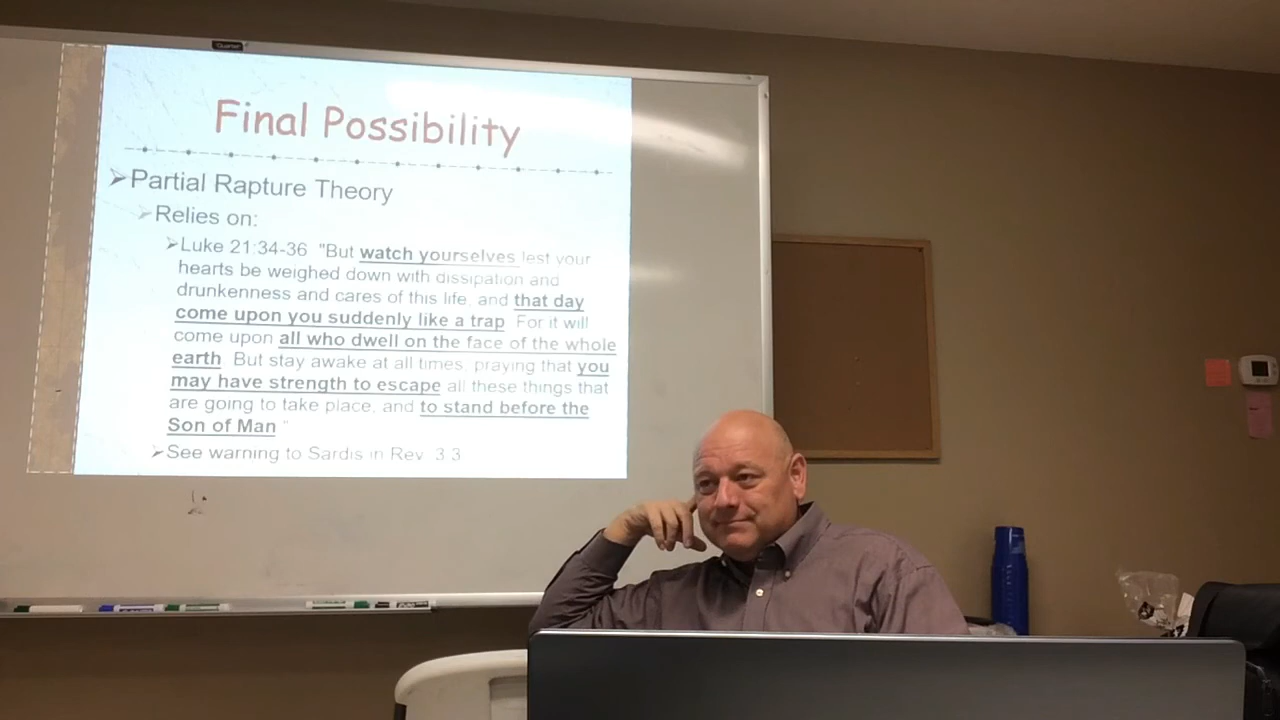 Quartet
Final Possibility
Partial Rapture Theory
Relies on:
Luke 21:34-36 "But watch yourselves lest your
hearts be weighed down with dissipation and
drunkenness and cares of this life, and that day
come upon you suddenly like a trap. For it will
come upon all who dwell on the face of the whole
earth. But stay awake at all times, praying that you
may have strength to escape all these things that
are going to take place, and to stand before the
Son of Man."
See warning to Sardis in Rev. 3:3